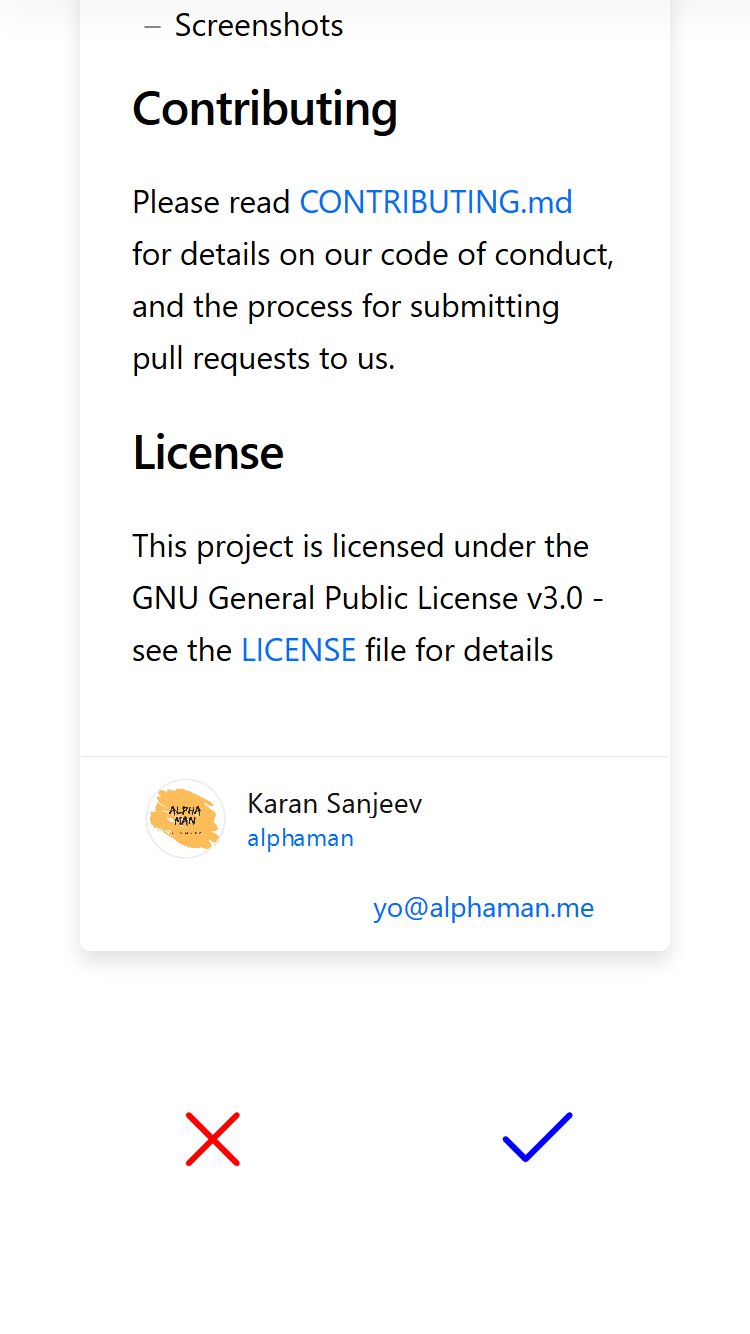 – Screenshots
Contributing
Please read CONTRIBUTING.md
for details on our code of conduct,
and the process for submitting
pull requests to us.
License
This project is licensed under the
GNU General Public License v3.0 -
see the LICENSE file for details
ALPHA
MAN
Karan Sanjeev
alphaman
yo@alphaman.me